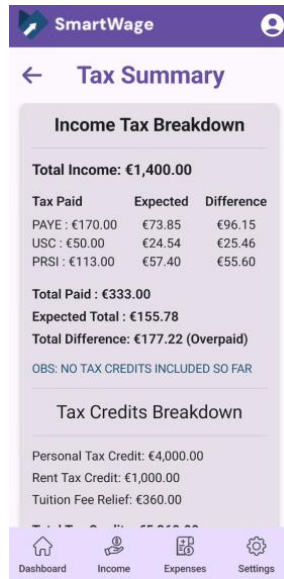 SmartWage
Tax Summary
Income Tax Breakdown
Total Income: €1,400.00
Tax Paid Expected Difference
PAYE : €170.00 €73.85 €96.15
USC : €50.00 €24.54 €25.46
PRSI : €113.00 €57.40 €55.60
Total Paid : €333.00
Expected Total : €155.78
Total Difference: €177.22 (Overpaid)
OBS: NO TAX CREDITS INCLUDED SO FAR
Tax Credits Breakdown
Personal Tax Credit: €4,000.00
Rent Tax Credit: €1,000.00
Tuition Fee Relief: €360.00
Dashboard Income Expenses Settings